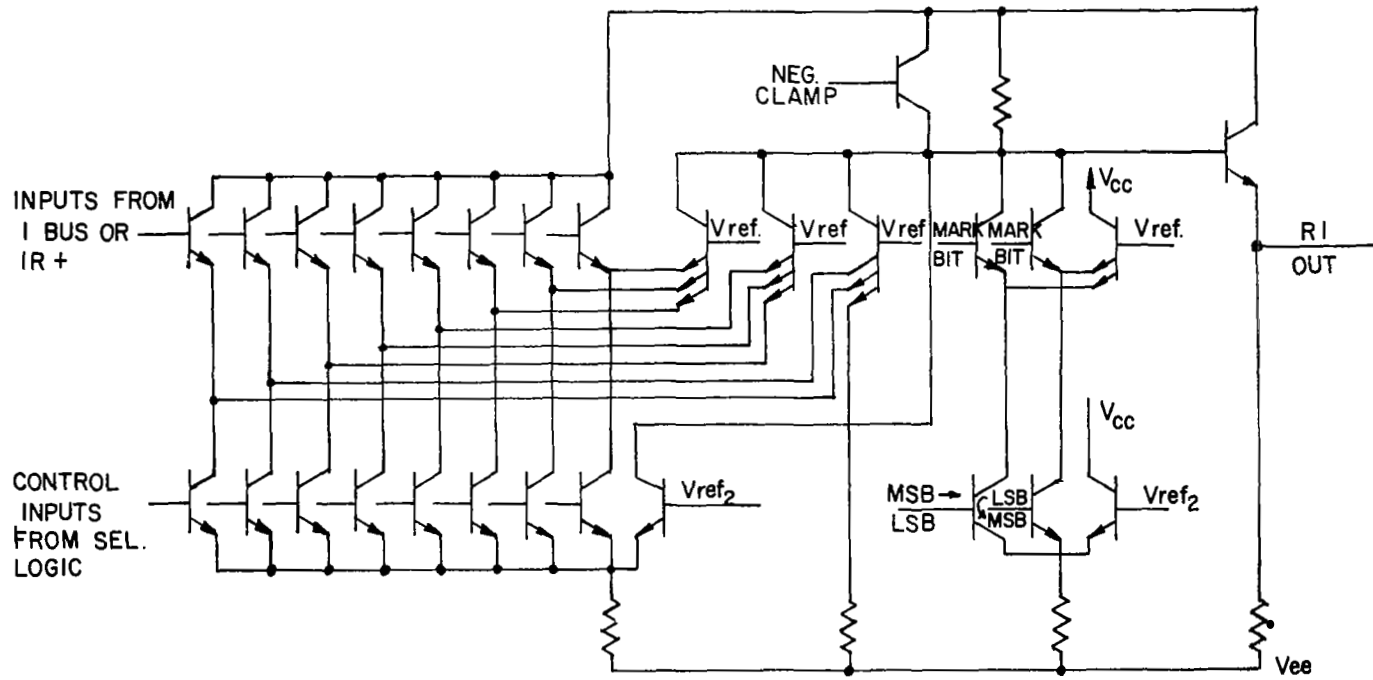 NEG.
CLAMP
INPUTS FROM
I BUS OR
IR +
Vref.
Vref
Vref
MARK
BIT
MARK
BIT
Vcc
Vref.
RI
OUT
Vcc
CONTROL
INPUTS
FROM SEL.
LOGIC
Vref2
MSB
LSB
LSB
MSB
Vref2
Vee